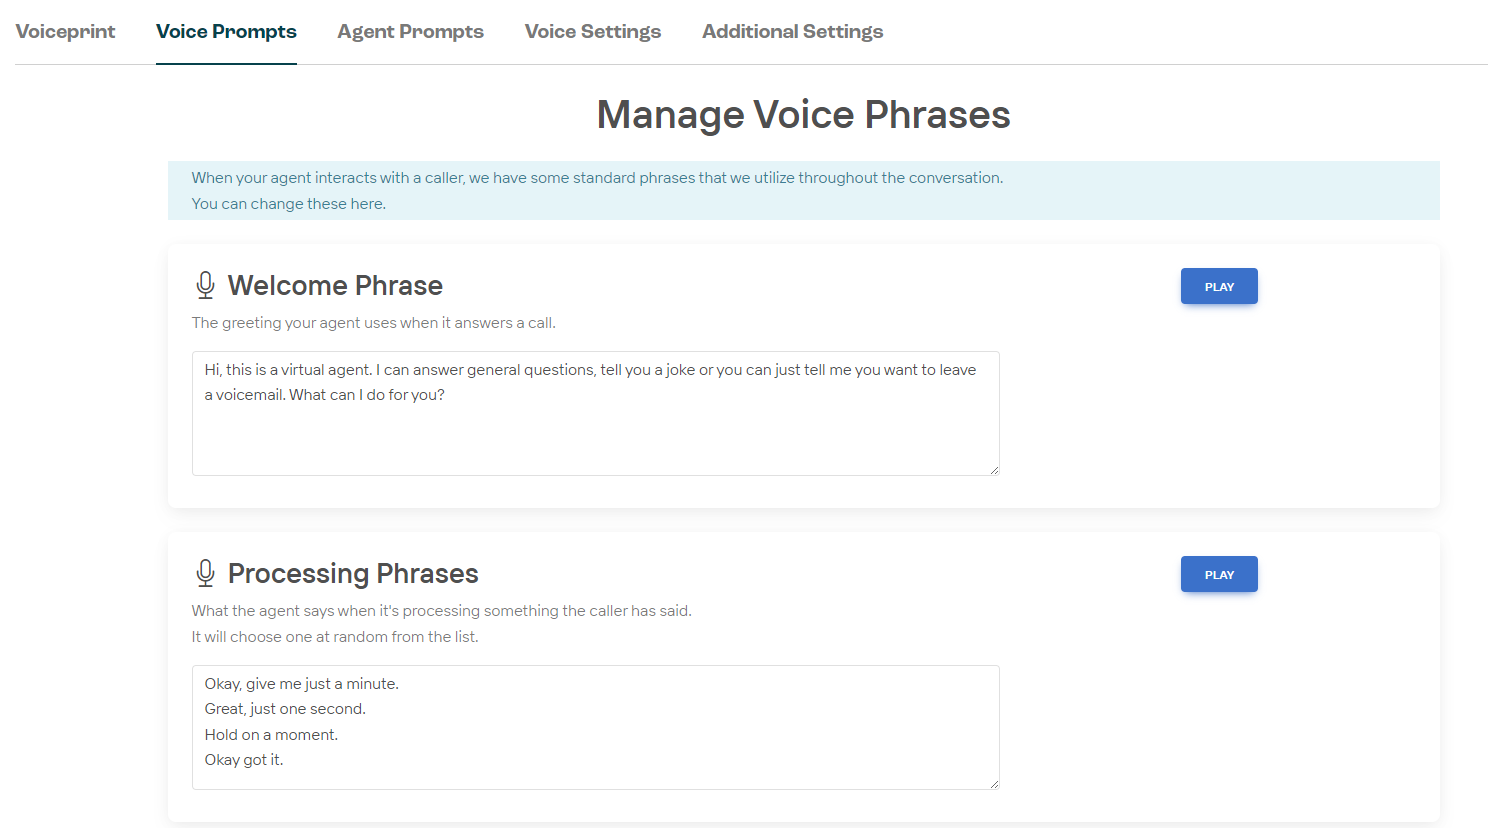 Voiceprint Voice Prompts Agent Prompts Voice Settings Additional Settings
Manage Voice Phrases
When your agent interacts with a caller, we have some standard phrases that we utilize throughout the conversation.
You can change these here.
Welcome Phrase
PLAY
The greeting your agent uses when it answers a call.
Hi, this is a virtual agent. I can answer general questions, tell you a joke or you can just tell me you want to leave
a voicemail. What can I do for you?
Processing Phrases
PLAY
What the agent says when it's processing something the caller has said.
It will choose one at random from the list.
Okay, give me just a minute.
Great, just one second.
Hold on a moment.
Okay got it.